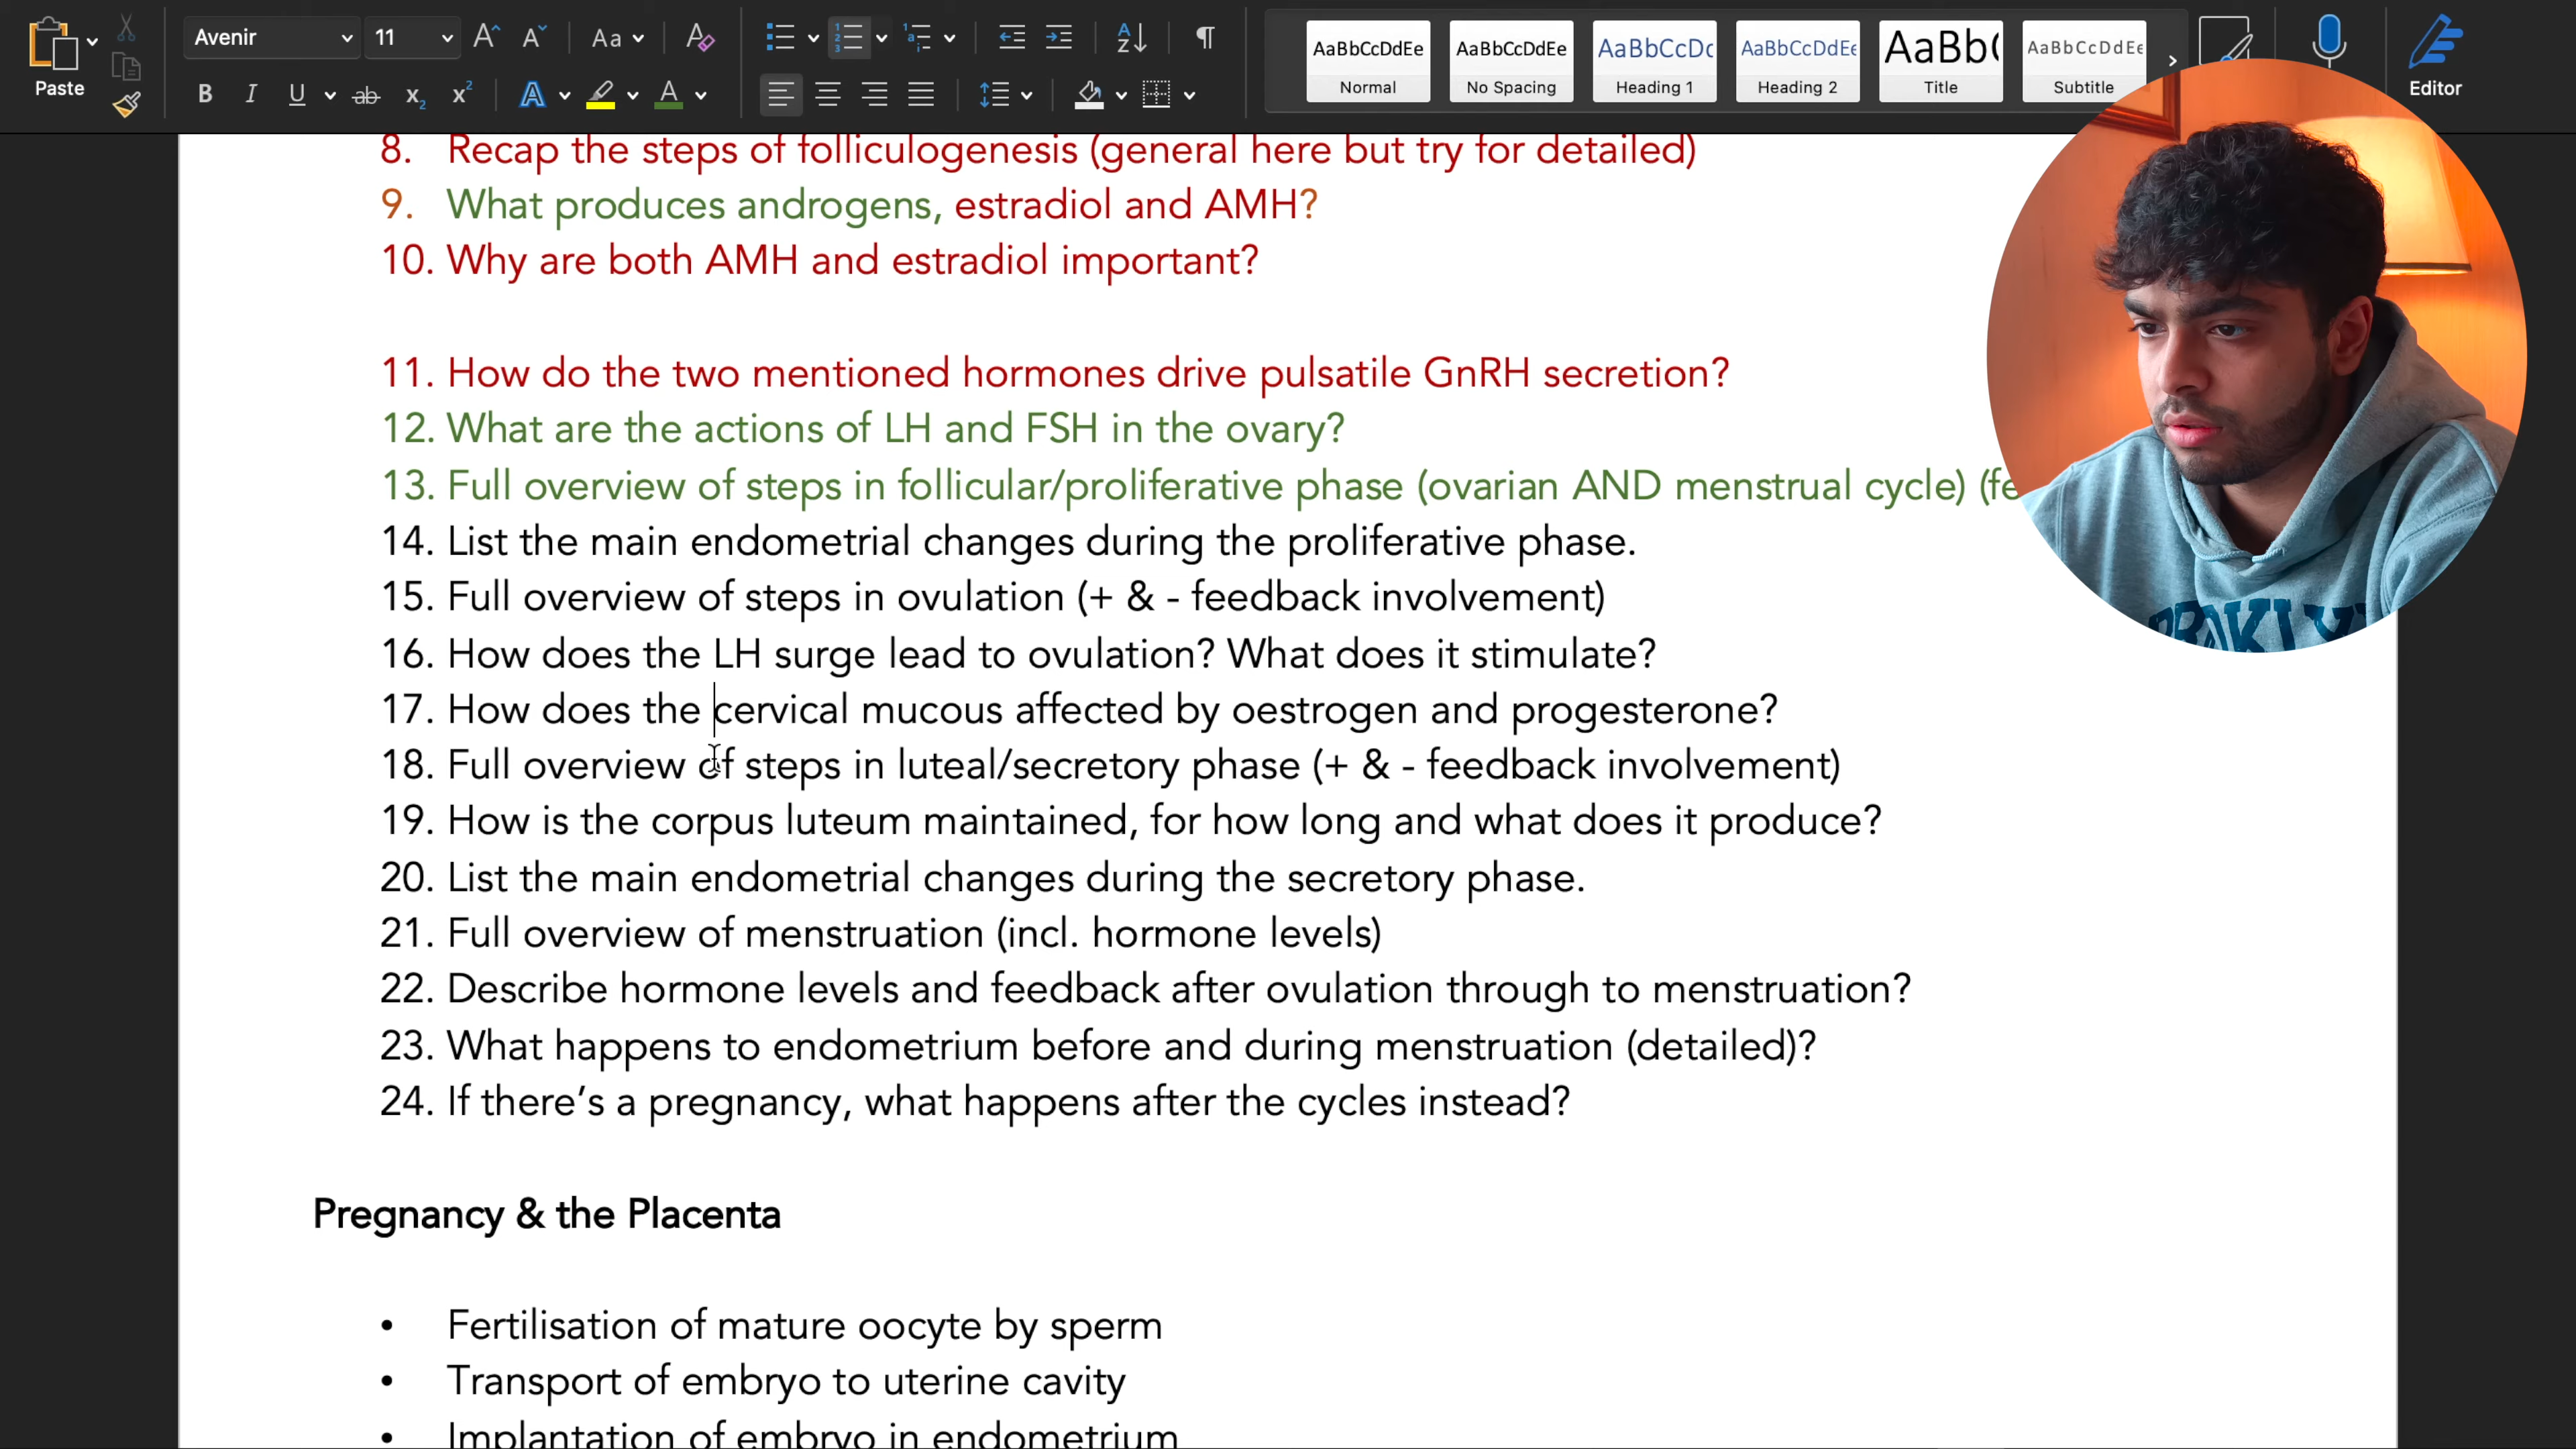 Avenir
11
Aa
Paste
B I U ab x₂ x² A A
AaBbCcDdEe
Normal
AaBbCcDdEe
No Spacing
AaBbCcDc
Heading 1
AaBbCcDdEe
Heading 2
AaBb(
Title
AaBbCcDdEe
Subtitle
Editor
8. Recap the steps of folliculogenesis (general here but try for detailed)
9. What produces androgens, estradiol and AMH?
10. Why are both AMH and estradiol important?
11. How do the two mentioned hormones drive pulsatile GnRH secretion?
12. What are the actions of LH and FSH in the ovary?
13. Full overview of steps in follicular/proliferative phase (ovarian AND menstrual cycle) (fe
14. List the main endometrial changes during the proliferative phase.
15. Full overview of steps in ovulation (+ & - feedback involvement)
16. How does the LH surge lead to ovulation? What does it stimulate?
17. How does the cervical mucous affected by oestrogen and progesterone?
18. Full overview of steps in luteal/secretory phase (+ & - feedback involvement)
19. How is the corpus luteum maintained, for how long and what does it produce?
20. List the main endometrial changes during the secretory phase.
21. Full overview of menstruation (incl. hormone levels)
22. Describe hormone levels and feedback after ovulation through to menstruation?
23. What happens to endometrium before and during menstruation (detailed)?
24. If there’s a pregnancy, what happens after the cycles instead?
Pregnancy & the Placenta
• Fertilisation of mature oocyte by sperm
• Transport of embryo to uterine cavity
• Implantation of embryo in endometrium